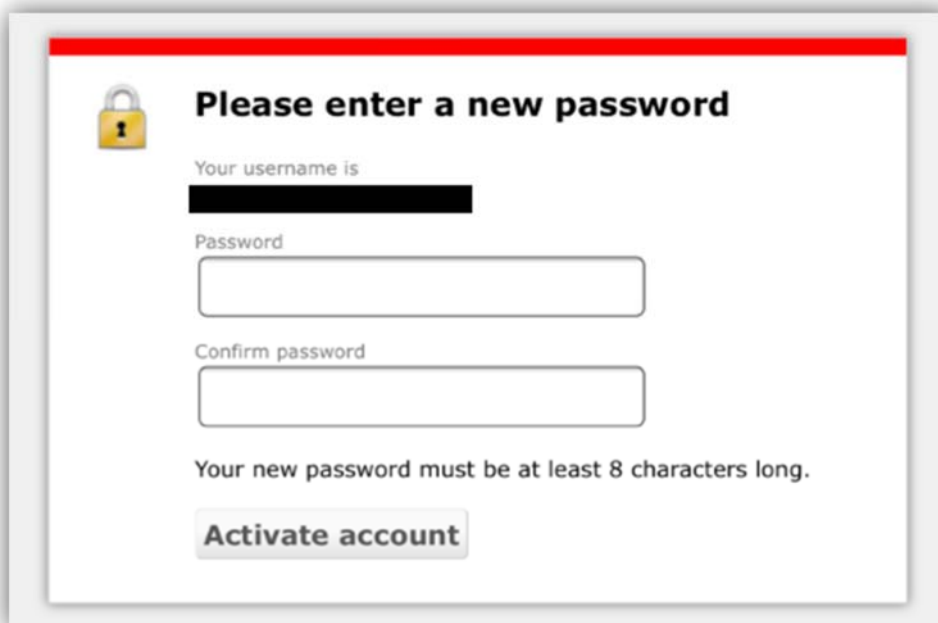 Please enter a new password
Your username is
Password
Confirm password
Your new password must be at least 8 characters long.
Activate account